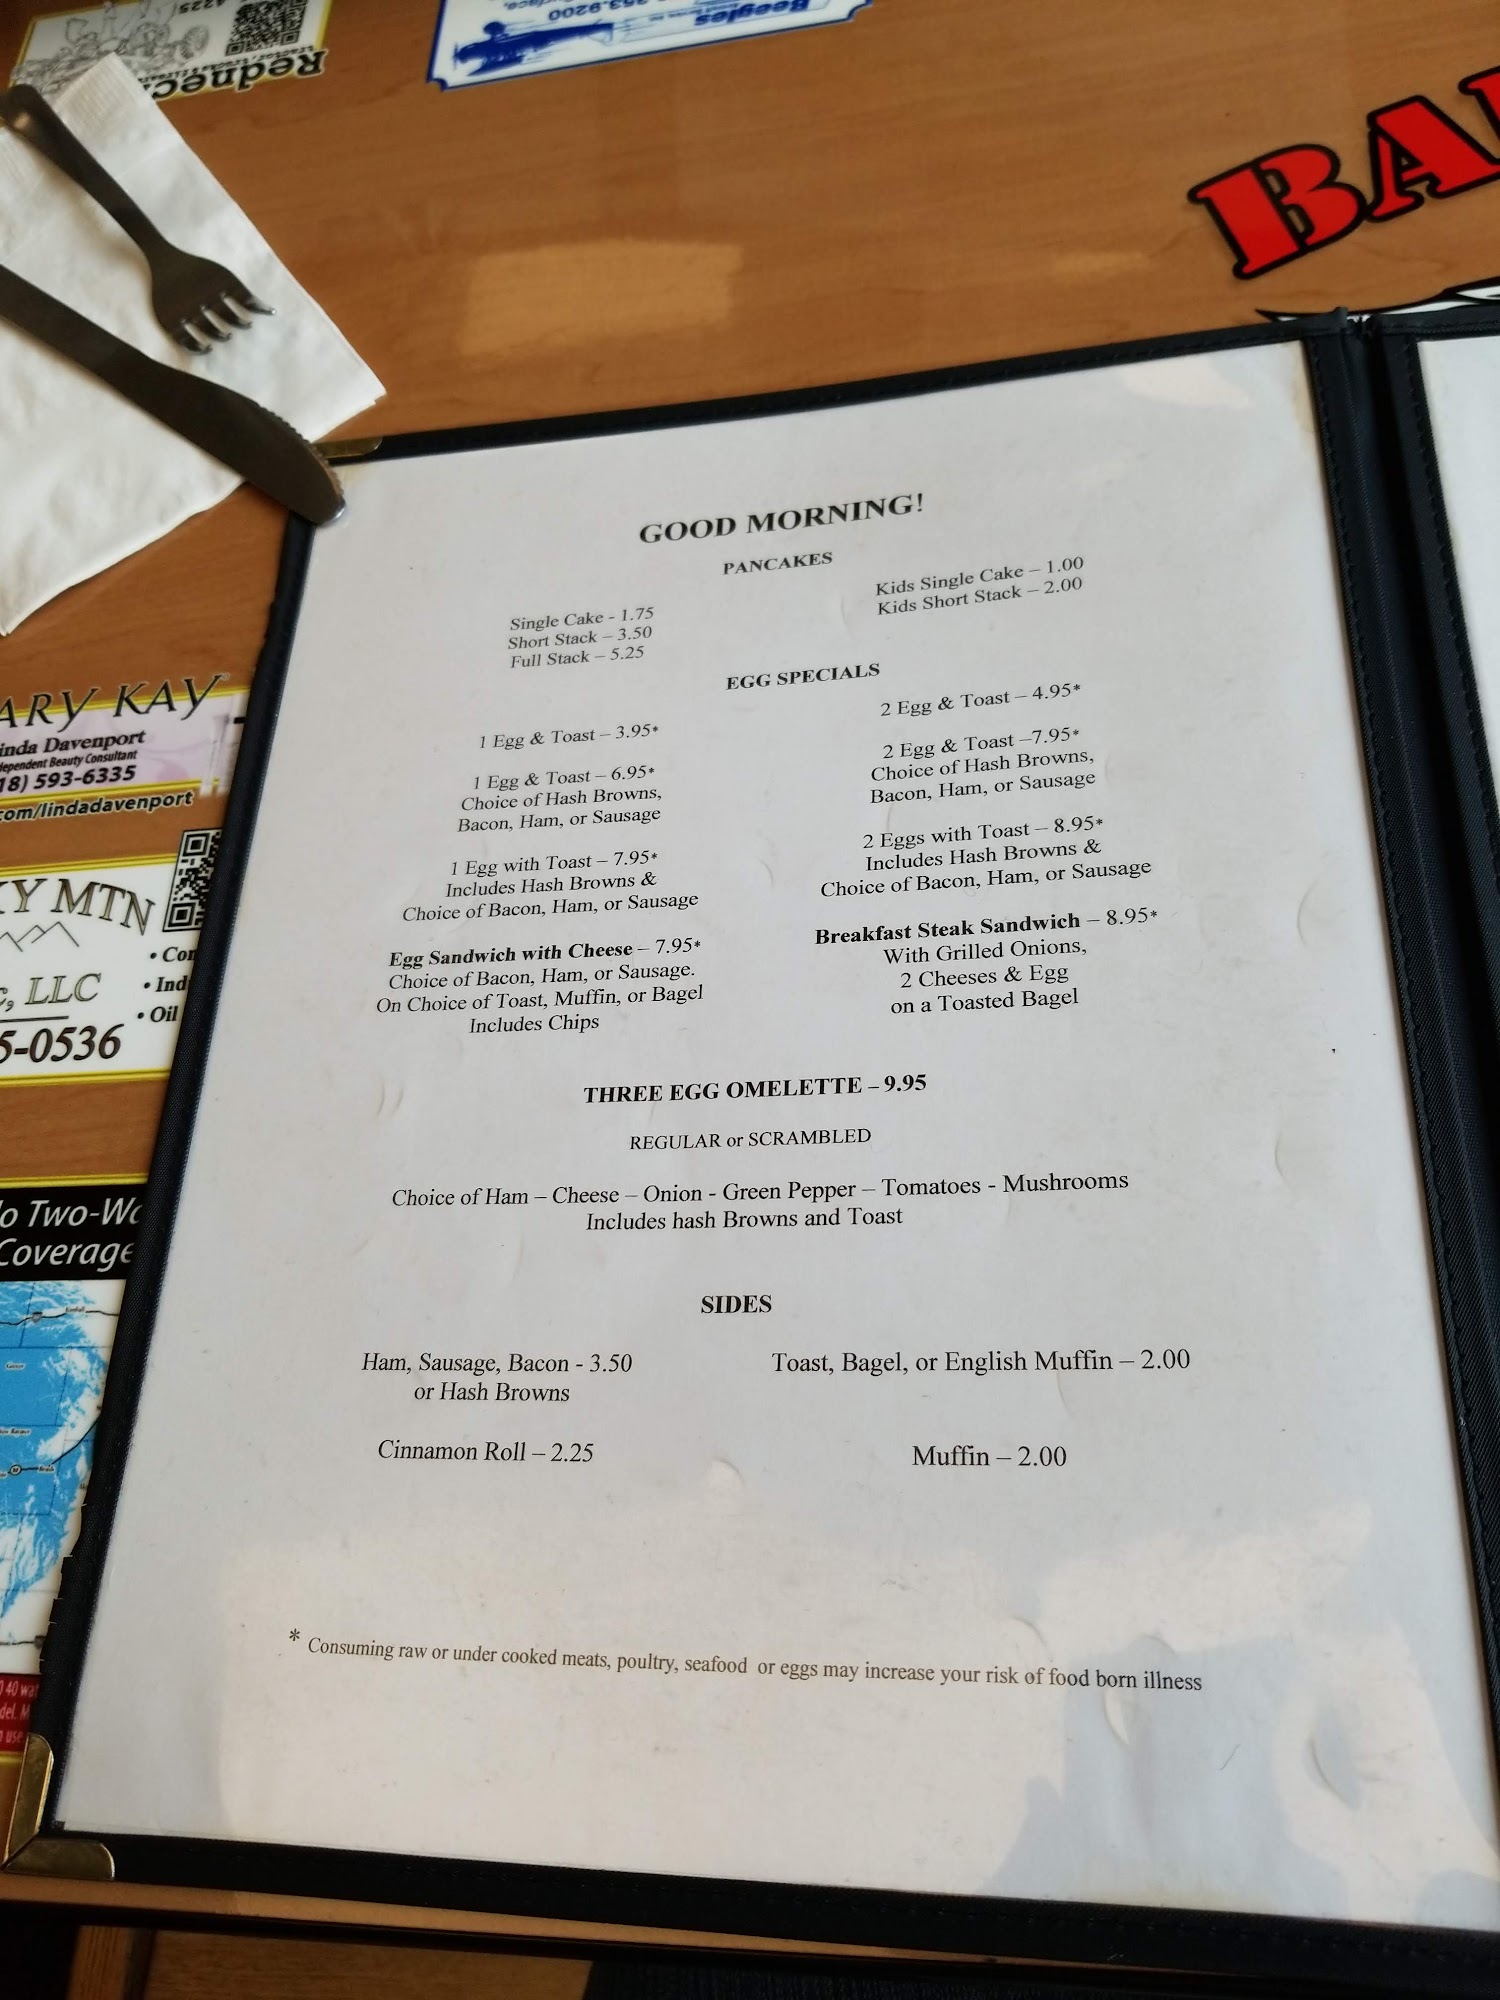 4225
Rednec
Beegles
353.9200
BA
ARY KAY
inda Davenport
dependent Beauty Consultant
18) 593-6335
com/lindadavenport
KY MTN
• Con
c, LLC
• Ind
• Oil
5-0536
o Two-Wa
Coverage
GOOD MORNING!
PANCAKES
Single Cake - 1.75
Short Stack – 3.50
Full Stack – 5.25
Kids Single Cake – 1.00
Kids Short Stack – 2.00
EGG SPECIALS
1 Egg & Toast – 3.95*
1 Egg & Toast – 6.95*
Choice of Hash Browns,
Bacon, Ham, or Sausage
1 Egg with Toast – 7.95*
Includes Hash Browns &
Choice of Bacon, Ham, or Sausage
Egg Sandwich with Cheese – 7.95*
Choice of Bacon, Ham, or Sausage.
On Choice of Toast, Muffin, or Bagel
Includes Chips
2 Egg & Toast – 4.95*
2 Egg & Toast –7.95*
Choice of Hash Browns,
Bacon, Ham, or Sausage
2 Eggs with Toast – 8.95*
Includes Hash Browns &
Choice of Bacon, Ham, or Sausage
Breakfast Steak Sandwich – 8.95*
With Grilled Onions,
2 Cheeses & Egg
on a Toasted Bagel
THREE EGG OMELETTE – 9.95
REGULAR or SCRAMBLED
Choice of Ham – Cheese – Onion - Green Pepper – Tomatoes - Mushrooms
Includes hash Browns and Toast
SIDES
Ham, Sausage, Bacon - 3.50
or Hash Browns
Toast, Bagel, or English Muffin – 2.00
Cinnamon Roll – 2.25
Muffin – 2.00
* Consuming raw or under cooked meats, poultry, seafood or eggs may increase your risk of food born illness